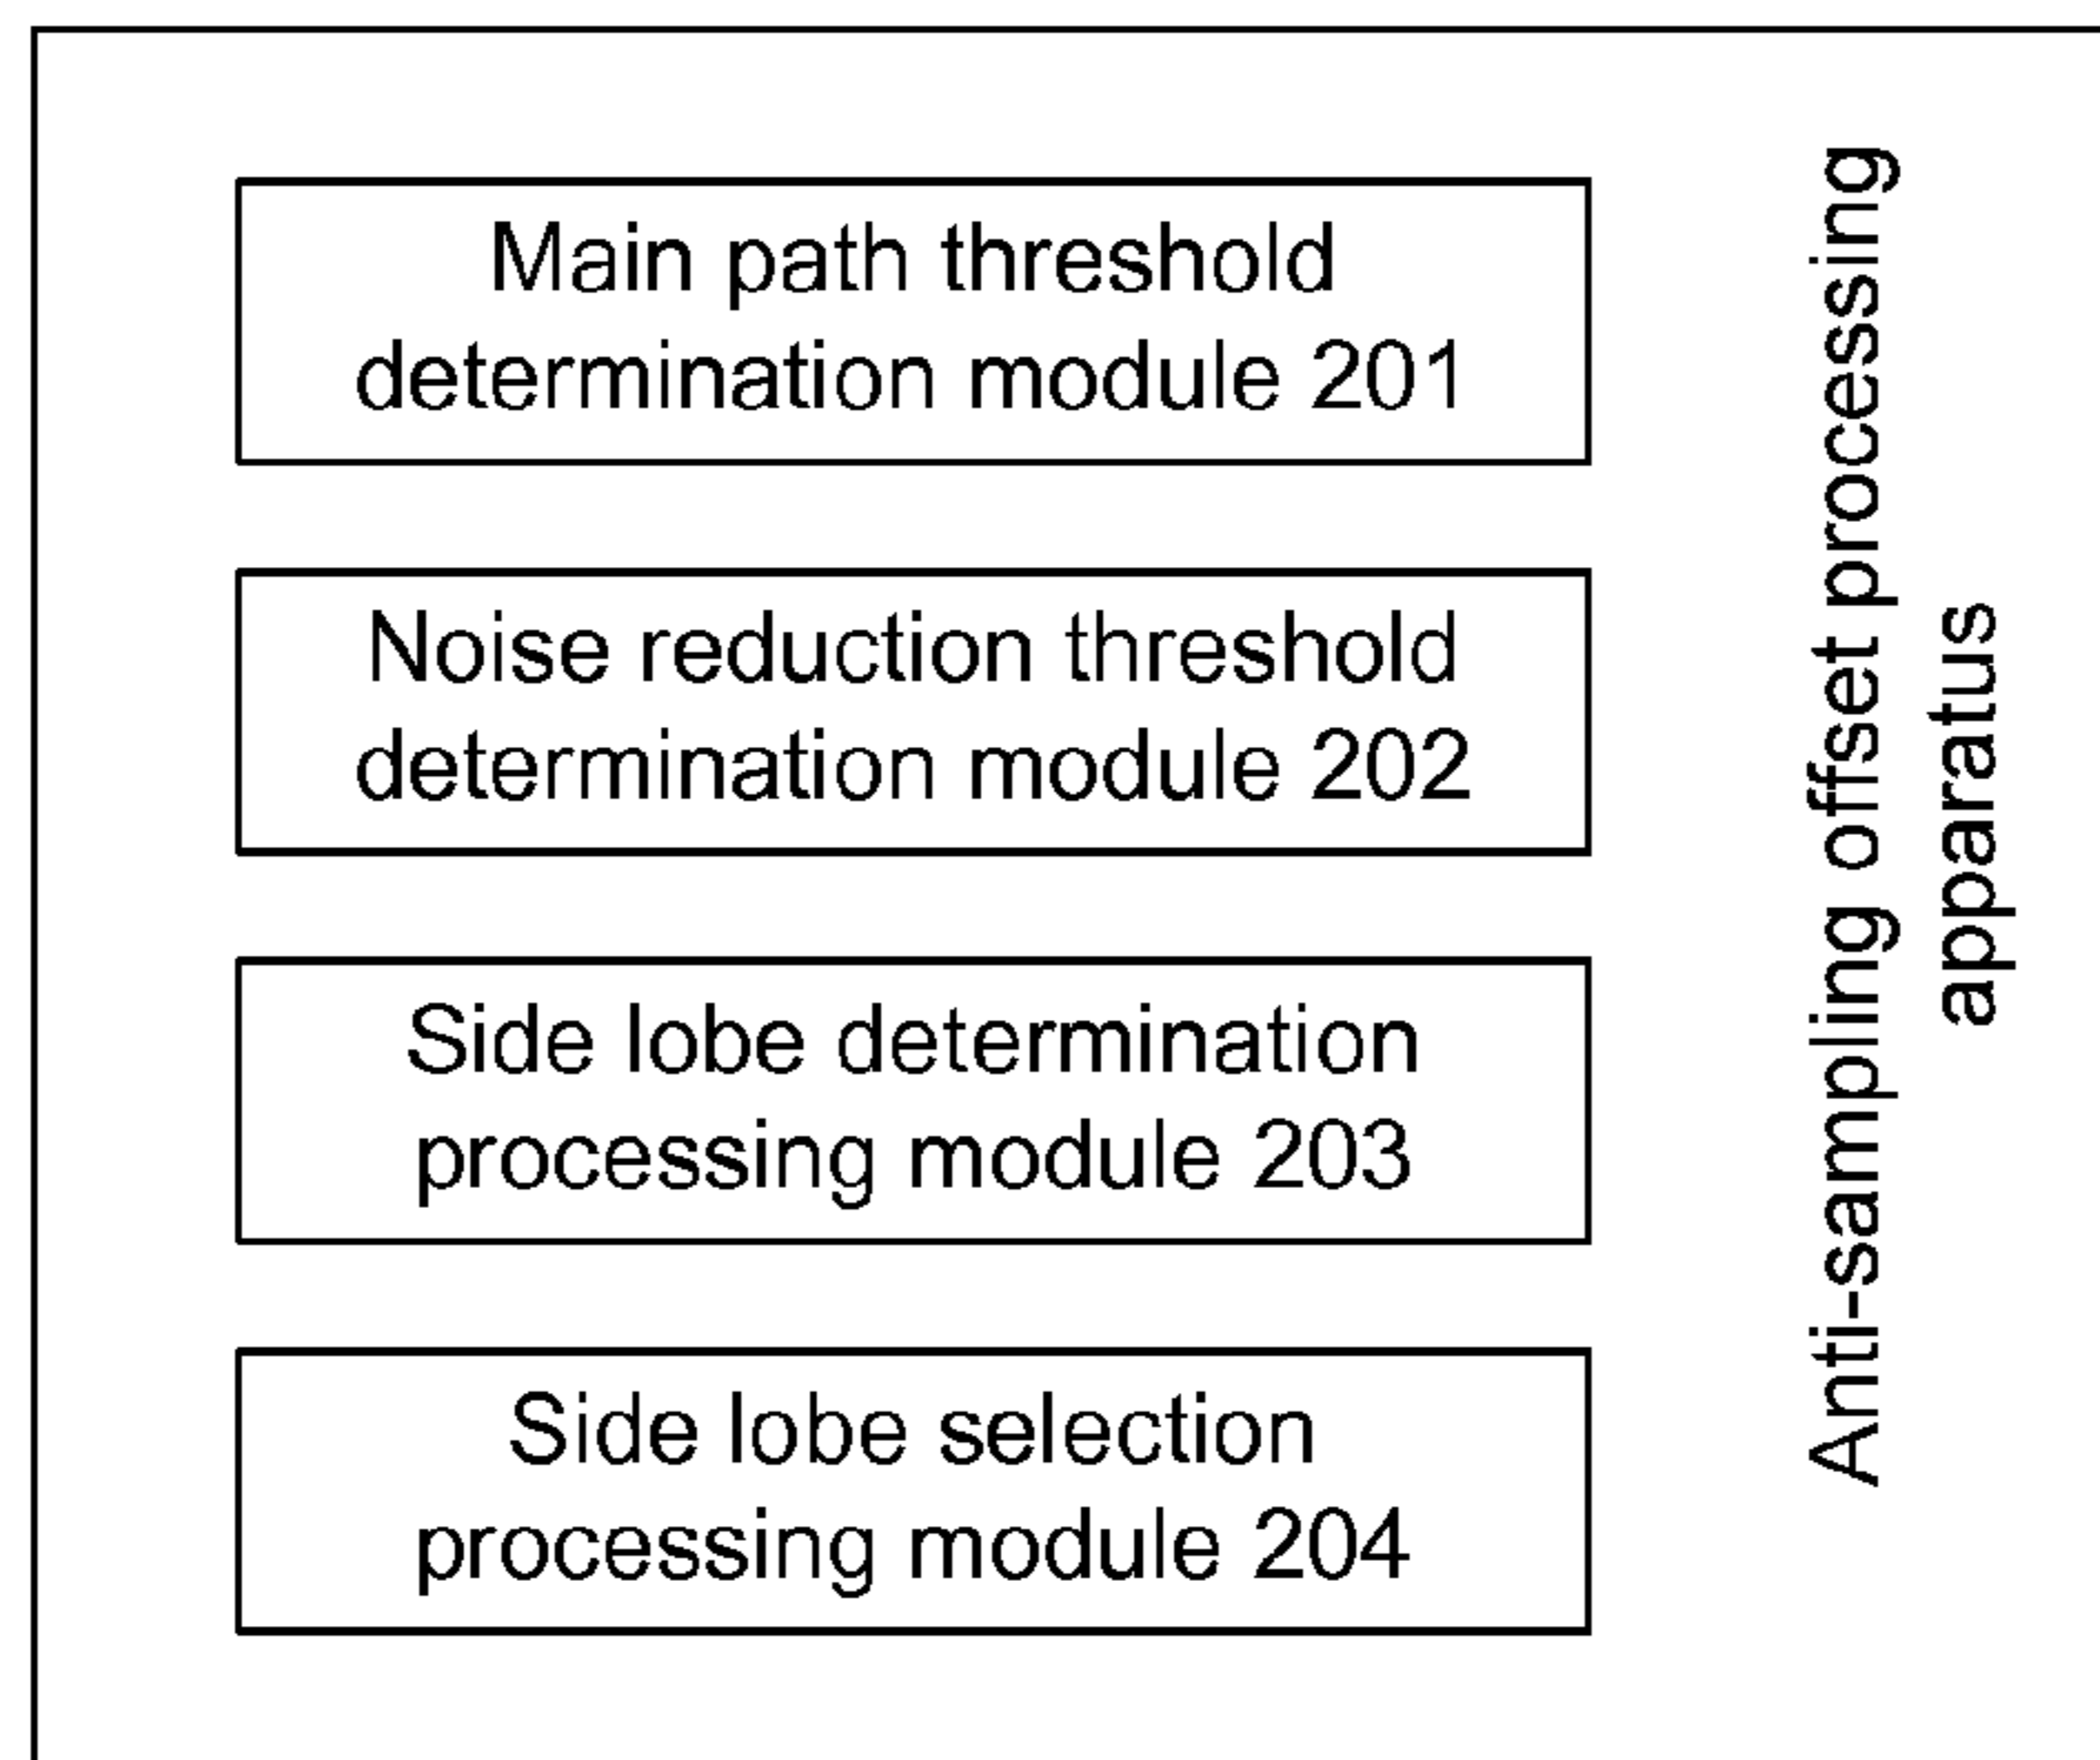 Main path threshold
determination module 201
Noise reduction threshold
determination module 202
Side lobe determination
processing module 203
Side lobe selection
processing module 204
Anti-sampling offset processing
apparatus